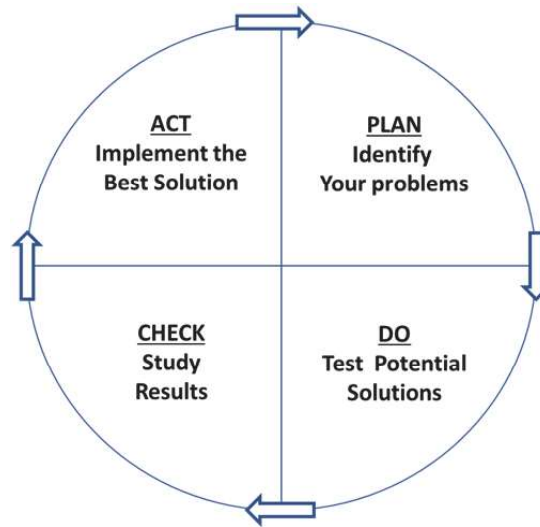 ACT
Implement the
Best Solution
PLAN
Identify
Your problems
CHECK
Study
Results
DO
Test Potential
Solutions